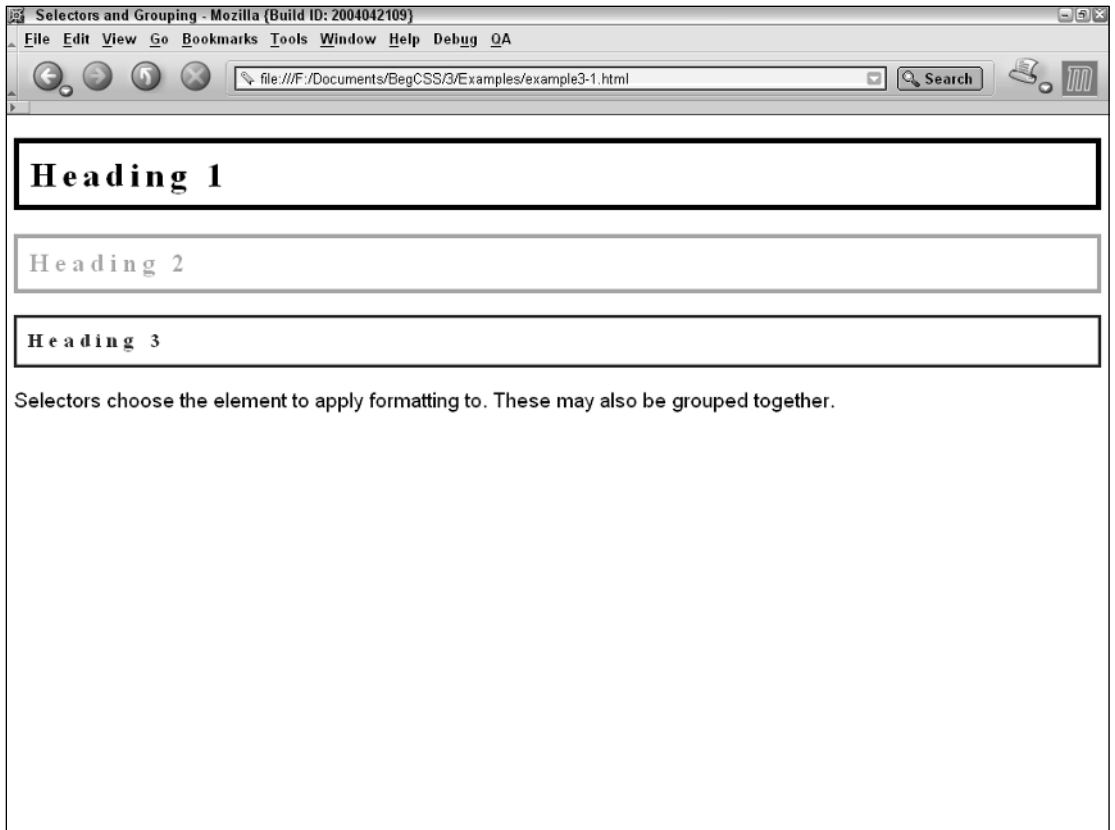 Selectors and Grouping - Mozilla {Build ID: 2004042109}
File Edit View Go Bookmarks Tools Window Help Debug QA
file:///F:/Documents/BegCSS/3/Examples/example3-1.html Search
Heading 1
Heading 2
Heading 3
Selectors choose the element to apply formatting to. These may also be grouped together.